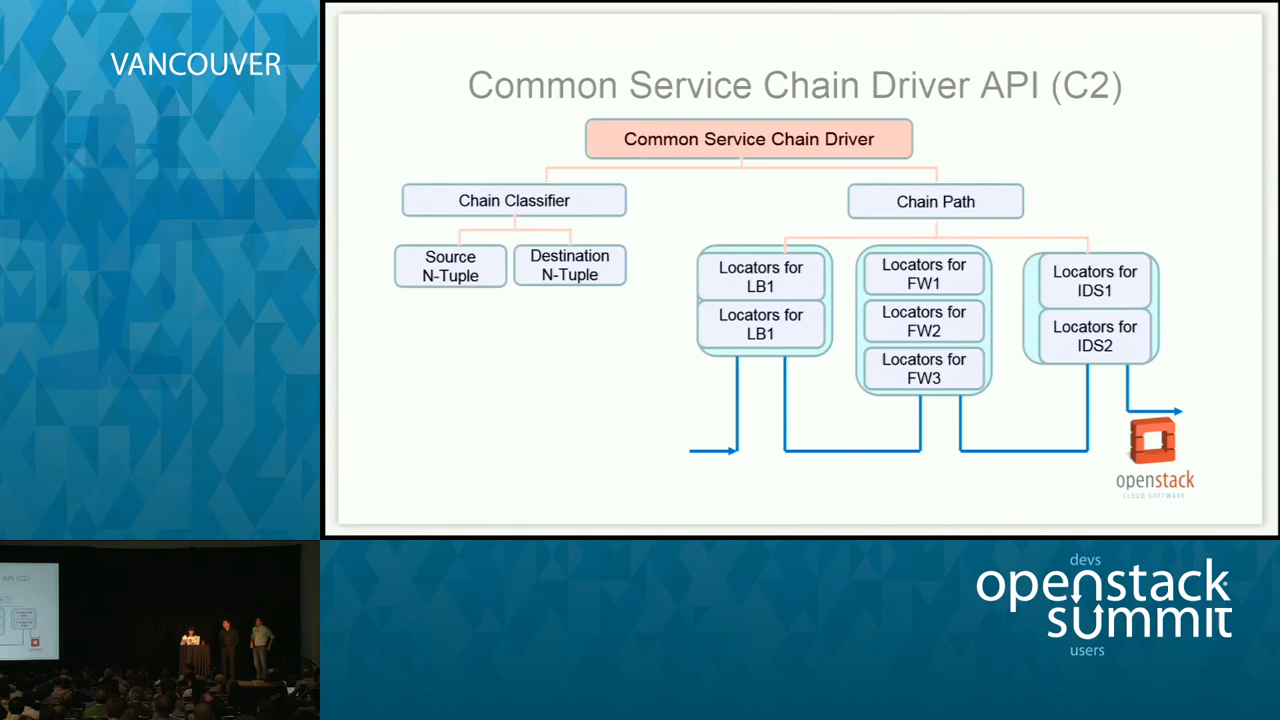 VANCOUVER
Common Service Chain Driver API (C2)
Common Service Chain Driver
Chain Classifier
Chain Path
Source
N-Tuple
Destination
N-Tuple
Locators for
LB1
Locators for
LB1
Locators for
FW1
Locators for
FW2
Locators for
FW3
Locators for
IDS1
Locators for
IDS2
openstack
CLOUD SOFTWARE
API (C2)
devs
openstack
summit
users